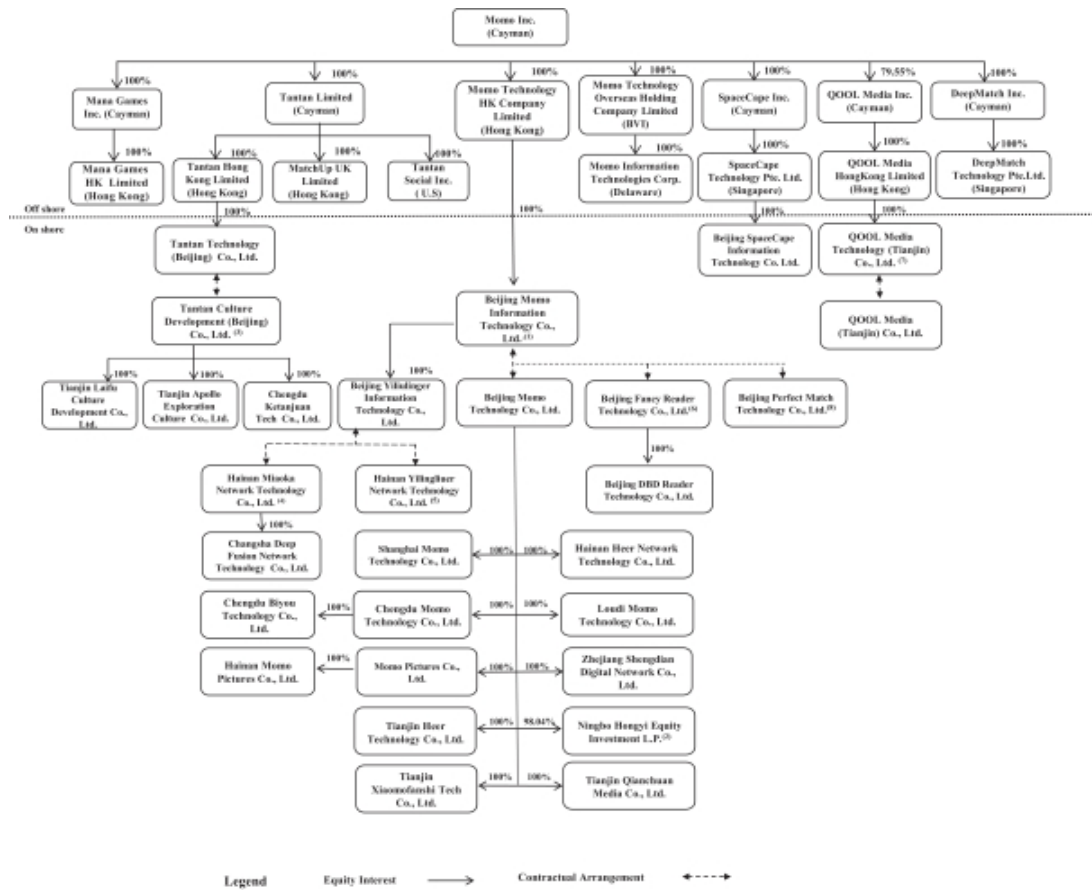 Momo Inc.
(Cayman)
100%
100%
100%
100%
100%
79.55%
100%
Mana Games
Inc. (Cayman)
Tantan Limited
(Cayman)
Momo Technology
HK Company
Limited
(Hong Kong)
Momo Technology
Overseas Holding
Company Limited
(BVI)
SpaceCape Inc.
(Cayman)
QOOL Media Inc.
(Cayman)
DeepMatch Inc.
(Cayman)
100%
100%
100%
100%
100%
100%
100%
100%
Mana Games
HK Limited
(Hong Kong)
Tantan Hong
Kong Limited
(Hong Kong)
MatchUp UK
Limited
(Hong Kong)
Tantan
Social Inc.
( U.S)
Momo Information
Technologies Corp.
(Delaware)
SpaceCape
Technology Pte. Ltd.
(Singapore)
QOOL Media
HongKong Limited
(Hong Kong)
DeepMatch
Technology Pte.Ltd.
(Singapore)
Off shore
100%
100%
100%
100%
On shore
Tantan Technology
(Beijing) Co., Ltd.
Beijing SpaceCape
Information
Technology Co. Ltd.
QOOL Media
Technology (Tianjin)
Co., Ltd. (7)
Tantan Culture
Development (Beijing)
Co., Ltd. (3)
Beijing Momo
Information
Technology Co.,
Ltd. (1)
QOOL Media
(Tianjin) Co., Ltd.
100%
100%
100%
100%
Tianjin Laifu
Culture
Development Co.,
Ltd.
Tianjin Apollo
Exploration
Culture Co., Ltd.
Chengdu
Ketanjuan
Tech Co., Ltd.
Beijing Yiliulinger
Information
Technology Co.,
Ltd.
Beijing Momo
Technology Co., Ltd.
Beijing Fancy Reader
Technology Co., Ltd.(6)
Beijing Perfect Match
Technology Co., Ltd.(8)
100%
Hainan Miaoka
Network Technology
Co., Ltd. (4)
Hainan Yilingliuer
Network Technology
Co., Ltd. (5)
Beijing DBD Reader
Technology Co., Ltd.
100%
Changsha Deep
Fusion Network
Technology Co., Ltd.
Shanghai Momo
Technology Co., Ltd.
100% 100%
Hainan Heer Network
Technology Co., Ltd.
Chengdu Biyou
Technology Co.,
Ltd.
100%
Chengdu Momo
Technology Co., Ltd.
100% 100%
Loudi Momo
Technology Co., Ltd.
Hainan Momo
Pictures Co., Ltd.
100%
Momo Pictures Co.,
Ltd.
100% 100%
Zhejiang Shengdian
Digital Network Co.,
Ltd.
Tianjin Heer
Technology Co., Ltd.
100% 98.04%
Ningbo Hongyi Equity
Investment L.P.(2)
Tianjin
Xiaomofanshi Tech
Co., Ltd.
100% 100%
Tianjin Qianchuan
Media Co., Ltd.
Legend Equity Interest Contractual Arrangement